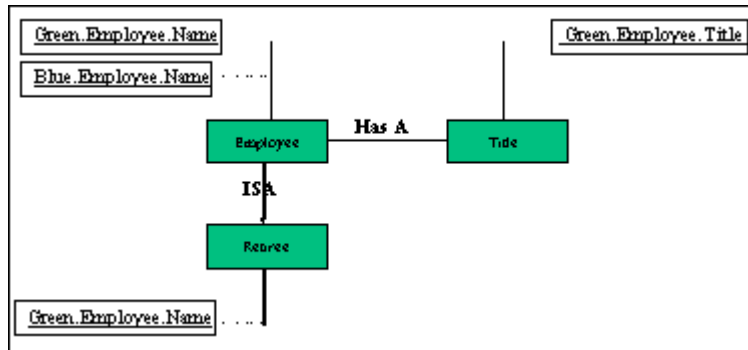 Green.Employee.Name
Green.Employee.Title
Blue.Employee.Name
Has A
Employee
Title
ISA
Retiree
Green.Employee.Name